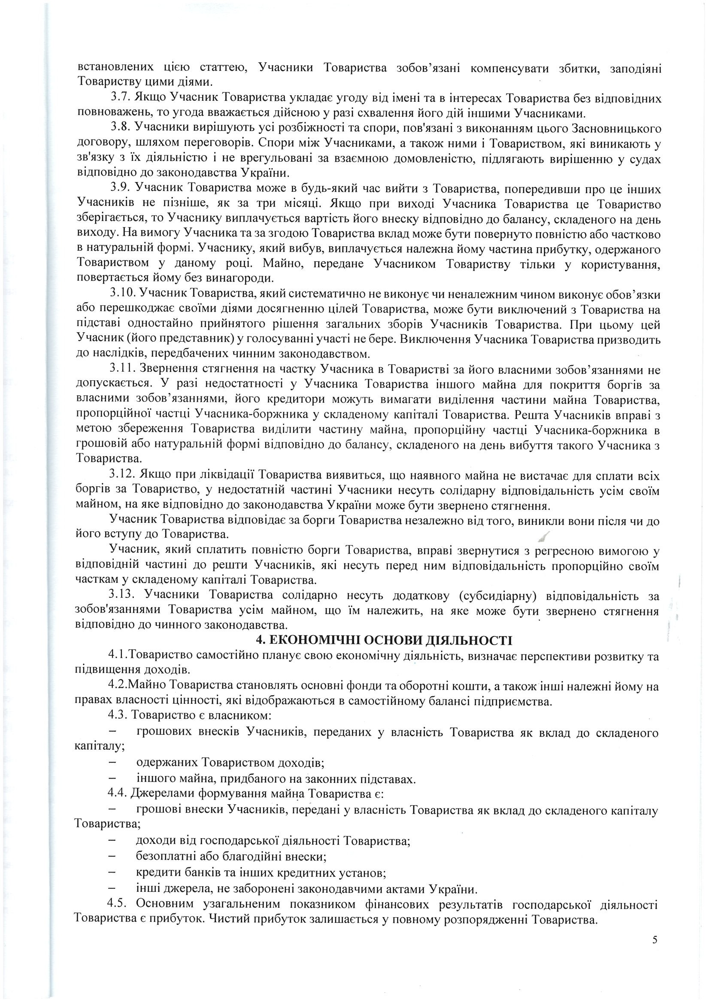 встановлених цією статтею, Учасники Товариства зобов’язані компенсувати збитки, заподіяні
Товариству цими діями.
3.7. Якщо Учасник Товариства укладає угоду від імені та в інтересах Товариства без відповідних
повноважень, то угода вважається дійсною у разі схвалення його дій іншими Учасниками.
3.8. Учасники вирішують усі розбіжності та спори, пов'язані з виконанням цього Засновницького
договору, шляхом переговорів. Спори між Учасниками, а також ними і Товариством, які виникають у
зв'язку з їх діяльністю і не врегульовані за взаємною домовленістю, підлягають вирішенню у судах
відповідно до законодавства України.
3.9. Учасник Товариства може в будь-який час вийти з Товариства, попередивши про це інших
Учасників не пізніше, як за три місяці. Якщо при виході Учасника Товариства це Товариство
зберігається, то Учаснику виплачується вартість його внеску відповідно до балансу, складеного на день
виходу. На вимогу Учасника та за згодою Товариства вклад може бути повернуто повністю або частково
в натуральній формі. Учаснику, який вибув, виплачується належна йому частина прибутку, одержаного
Товариством у даному році. Майно, передане Учасником Товариству тільки у користування,
повертається йому без винагороди.
3.10. Учасник Товариства, який систематично не виконує чи неналежним чином виконує обов’язки
або перешкоджає своїми діями досягненню цілей Товариства, може бути виключений з Товариства на
підставі одностайно прийнятого рішення загальних зборів Учасників Товариства. При цьому цей
Учасник (його представник) у голосуванні участі не бере. Виключення Учасника Товариства призводить
до наслідків, передбачених чинним законодавством.
3.11. Звернення стягнення на частку Учасника в Товаристві за його власними зобов’язаннями не
допускається. У разі недостатності у Учасника Товариства іншого майна для покриття боргів за
власними зобов’язаннями, його кредитори можуть вимагати виділення частини майна Товариства,
пропорційної частці Учасника-боржника у складеному капіталі Товариства. Решта Учасників вправі з
метою збереження Товариства виділити частину майна, пропорційну частці Учасника-боржника в
грошовій або натуральній формі відповідно до балансу, складеного на день вибуття такого Учасника з
Товариства.
3.12. Якщо при ліквідації Товариства виявиться, що наявного майна не вистачає для сплати всіх
боргів за Товариство, у недостатній частині Учасники несуть солідарну відповідальність усім своїм
майном, на яке відповідно до законодавства України може бути звернено стягнення.
Учасник Товариства відповідає за борги Товариства незалежно від того, виникли вони після чи до
його вступу до Товариства.
Учасник, який сплатить повністю борги Товариства, вправі звернутися з регресною вимогою у
відповідній частині до решти Учасників, які несуть перед ним відповідальність пропорційно своїм
часткам у складеному капіталі Товариства.
3.13. Учасники Товариства солідарно несуть додаткову (субсидіарну) відповідальність за
зобов'язаннями Товариства усім майном, що їм належить, на яке може бути звернено стягнення
відповідно до чинного законодавства.
4. ЕКОНОМІЧНІ ОСНОВИ ДІЯЛЬНОСТІ
4.1.Товариство самостійно планує свою економічну діяльність, визначає перспективи розвитку та
підвищення доходів.
4.2.Майно Товариства становлять основні фонди та оборотні кошти, а також інші належні йому на
правах власності цінності, які відображаються в самостійному балансі підприємства.
4.3. Товариство є власником:
– грошових внесків Учасників, переданих у власність Товариства як вклад до складеного
капіталу;
– одержаних Товариством доходів;
– іншого майна, придбаного на законних підставах.
4.4. Джерелами формування майна Товариства є:
– грошові внески Учасників, передані у власність Товариства як вклад до складеного капіталу
Товариства;
– доходи від господарської діяльності Товариства;
– безоплатні або благодійні внески;
– кредити банків та інших кредитних установ;
– інші джерела, не заборонені законодавчими актами України.
4.5. Основним узагальненим показником фінансових результатів господарської діяльності
Товариства є прибуток. Чистий прибуток залишається у повному розпорядженні Товариства.
5